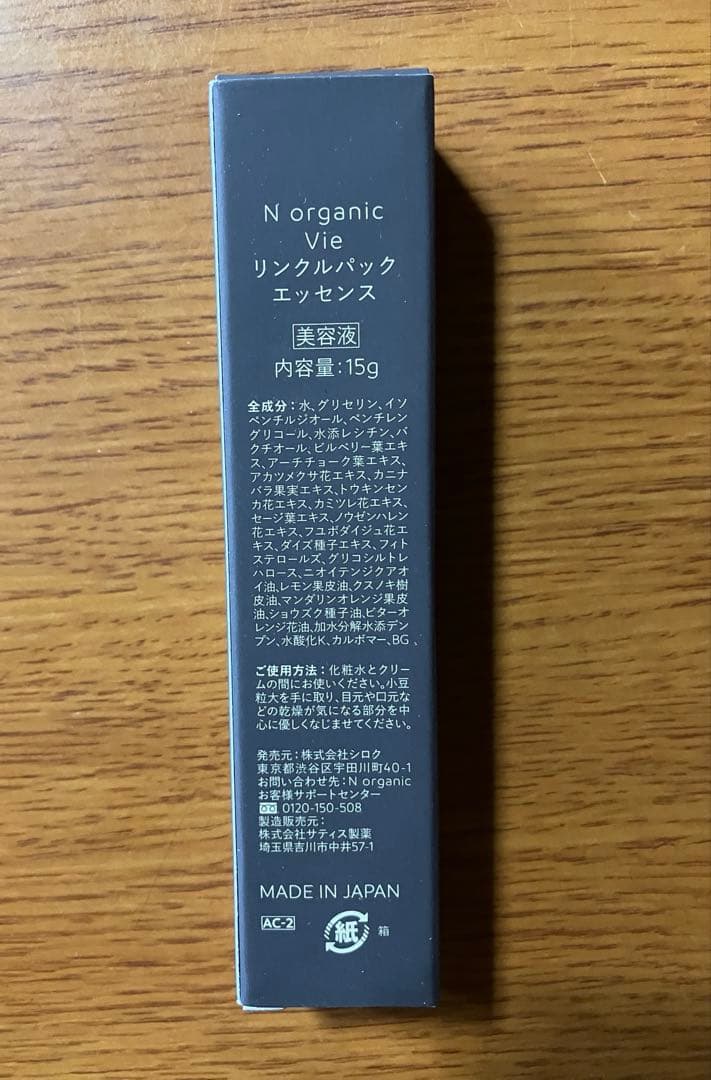 N organic
Vie
リンクルパック
エッセンス
美容液
内容量:15g
全成分:水、グリセリン、イソ
ペンチルジオール、ペンチレン
グリコール、水添レシチン、バ
クチオール、ビルベリー葉エキ
ス、アーチチョーク葉エキス、
アカツメクサ花エキス、カニナ
バラ果実エキス、トウキンセン
カ花エキス、カミツレ花エキス、
セージ葉エキス、ノウゼンハレン
花エキス、フユボダイジュ花エ
キス、ダイズ種子エキス、フィト
ステロールズ、グリコシルトレ
ハロース、ニオイテンジクアオ
イ油、レモン果皮油、クスノキ樹
皮油、マンダリンオレンジ果皮
油、ショウズク種子油、ビターオ
レンジ花油、加水分解水添デン
プン、水酸化K、カルボマー、BG、
ご使用方法:化粧水とクリー
ムの間にお使いください。小豆
粒大を手に取り、目元や口元な
どの乾燥が気になる部分を中
心に優しくなじませてください。
発売元:株式会社シロク
東京都渋谷区宇田川町40-1
お問い合わせ先:N organic
お客様サポートセンター
0120-150-508
製造販売元:
株式会社サティス製薬
埼玉県吉川市中井57-1
MADE IN JAPAN
AC-2
紙 箱